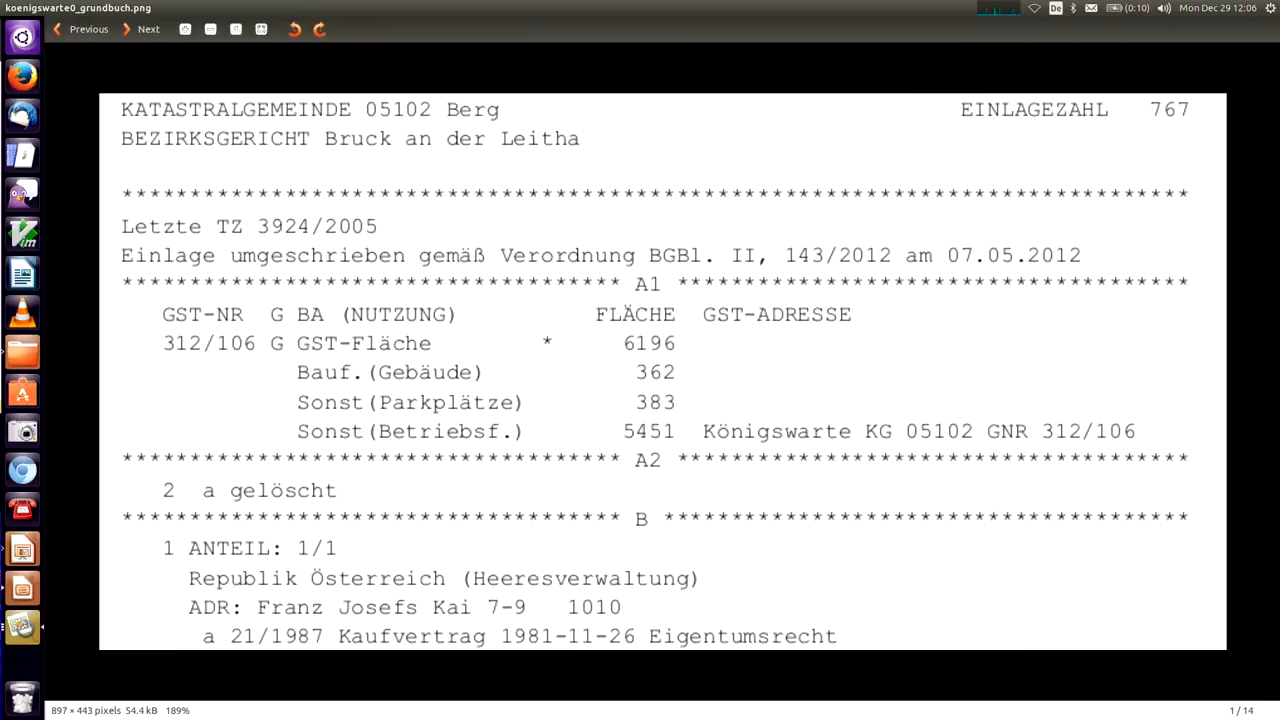 koenigswarte0_grundbuch.png De (0:10) Mon Dec 29 12:06
Previous Next
KATASTRALGEMEINDE 05102 Berg EINLAGEZAHL 767
BEZIRKSGERICHT Bruck an der Leitha
*******************************************************************************
Letzte TZ 3924/2005
Einlage umgeschrieben gemäß Verordnung BGBl. II, 143/2012 am 07.05.2012
************************************* A1 **************************************
GST-NR G BA (NUTZUNG) FLÄCHE GST-ADRESSE
312/106 G GST-Fläche * 6196
Bauf.(Gebäude) 362
Sonst(Parkplätze) 383
Sonst(Betriebsf.) 5451 Königswarte KG 05102 GNR 312/106
************************************* A2 **************************************
2 a gelöscht
************************************* B ***************************************
1 ANTEIL: 1/1
Republik Österreich (Heeresverwaltung)
ADR: Franz Josefs Kai 7-9 1010
a 21/1987 Kaufvertrag 1981-11-26 Eigentumsrecht
897 × 443 pixels 54.4 kB 189% 1 / 14